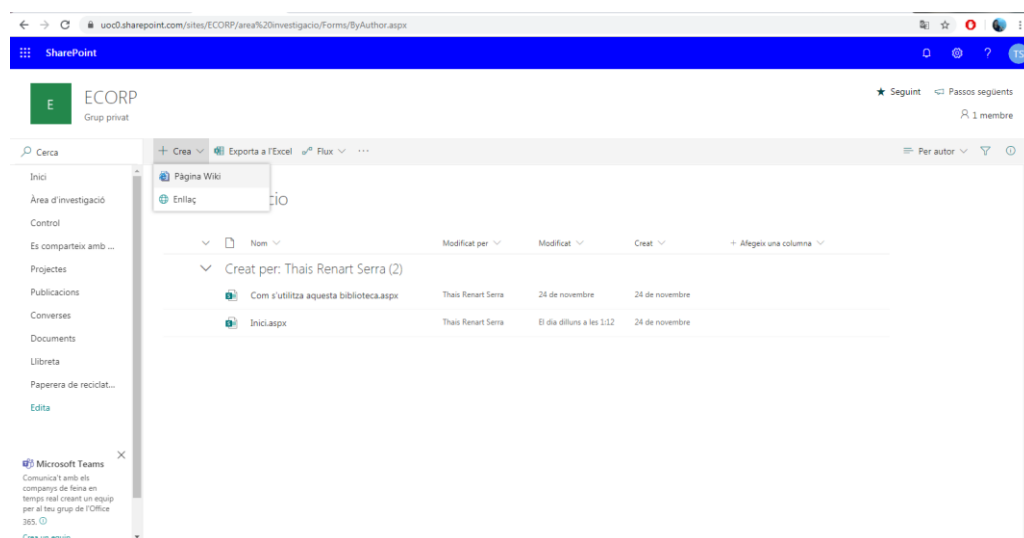 uoc0.sharepoint.com/sites/ECORP/area%20investigacio/Forms/ByAuthor.aspx
SharePoint
?
TS
E
ECORP
Grup privat
Seguint
Passos següents
1 membre
Cerca
+ Crea
Exporta a l'Excel
Flux
···
Per autor
Pàgina Wiki
Enllaç
cio
Inici
Àrea d'investigació
Control
Es comparteix amb ...
Projectes
Publicacions
Converses
Documents
Llibreta
Paperera de reciclat...
Edita
Nom
Modificat per
Modificat
Creat
+ Afegeix una columna
Creat per: Thais Renart Serra (2)
Com s'utilitza aquesta biblioteca.aspx
Thais Renart Serra
24 de novembre
24 de novembre
Inici.aspx
Thais Renart Serra
El dia dilluns a les 1:12
24 de novembre
Microsoft Teams
Comunica't amb els
companys de feina en
temps real creant un equip
per al teu grup de l'Office
365.
Crea un equip